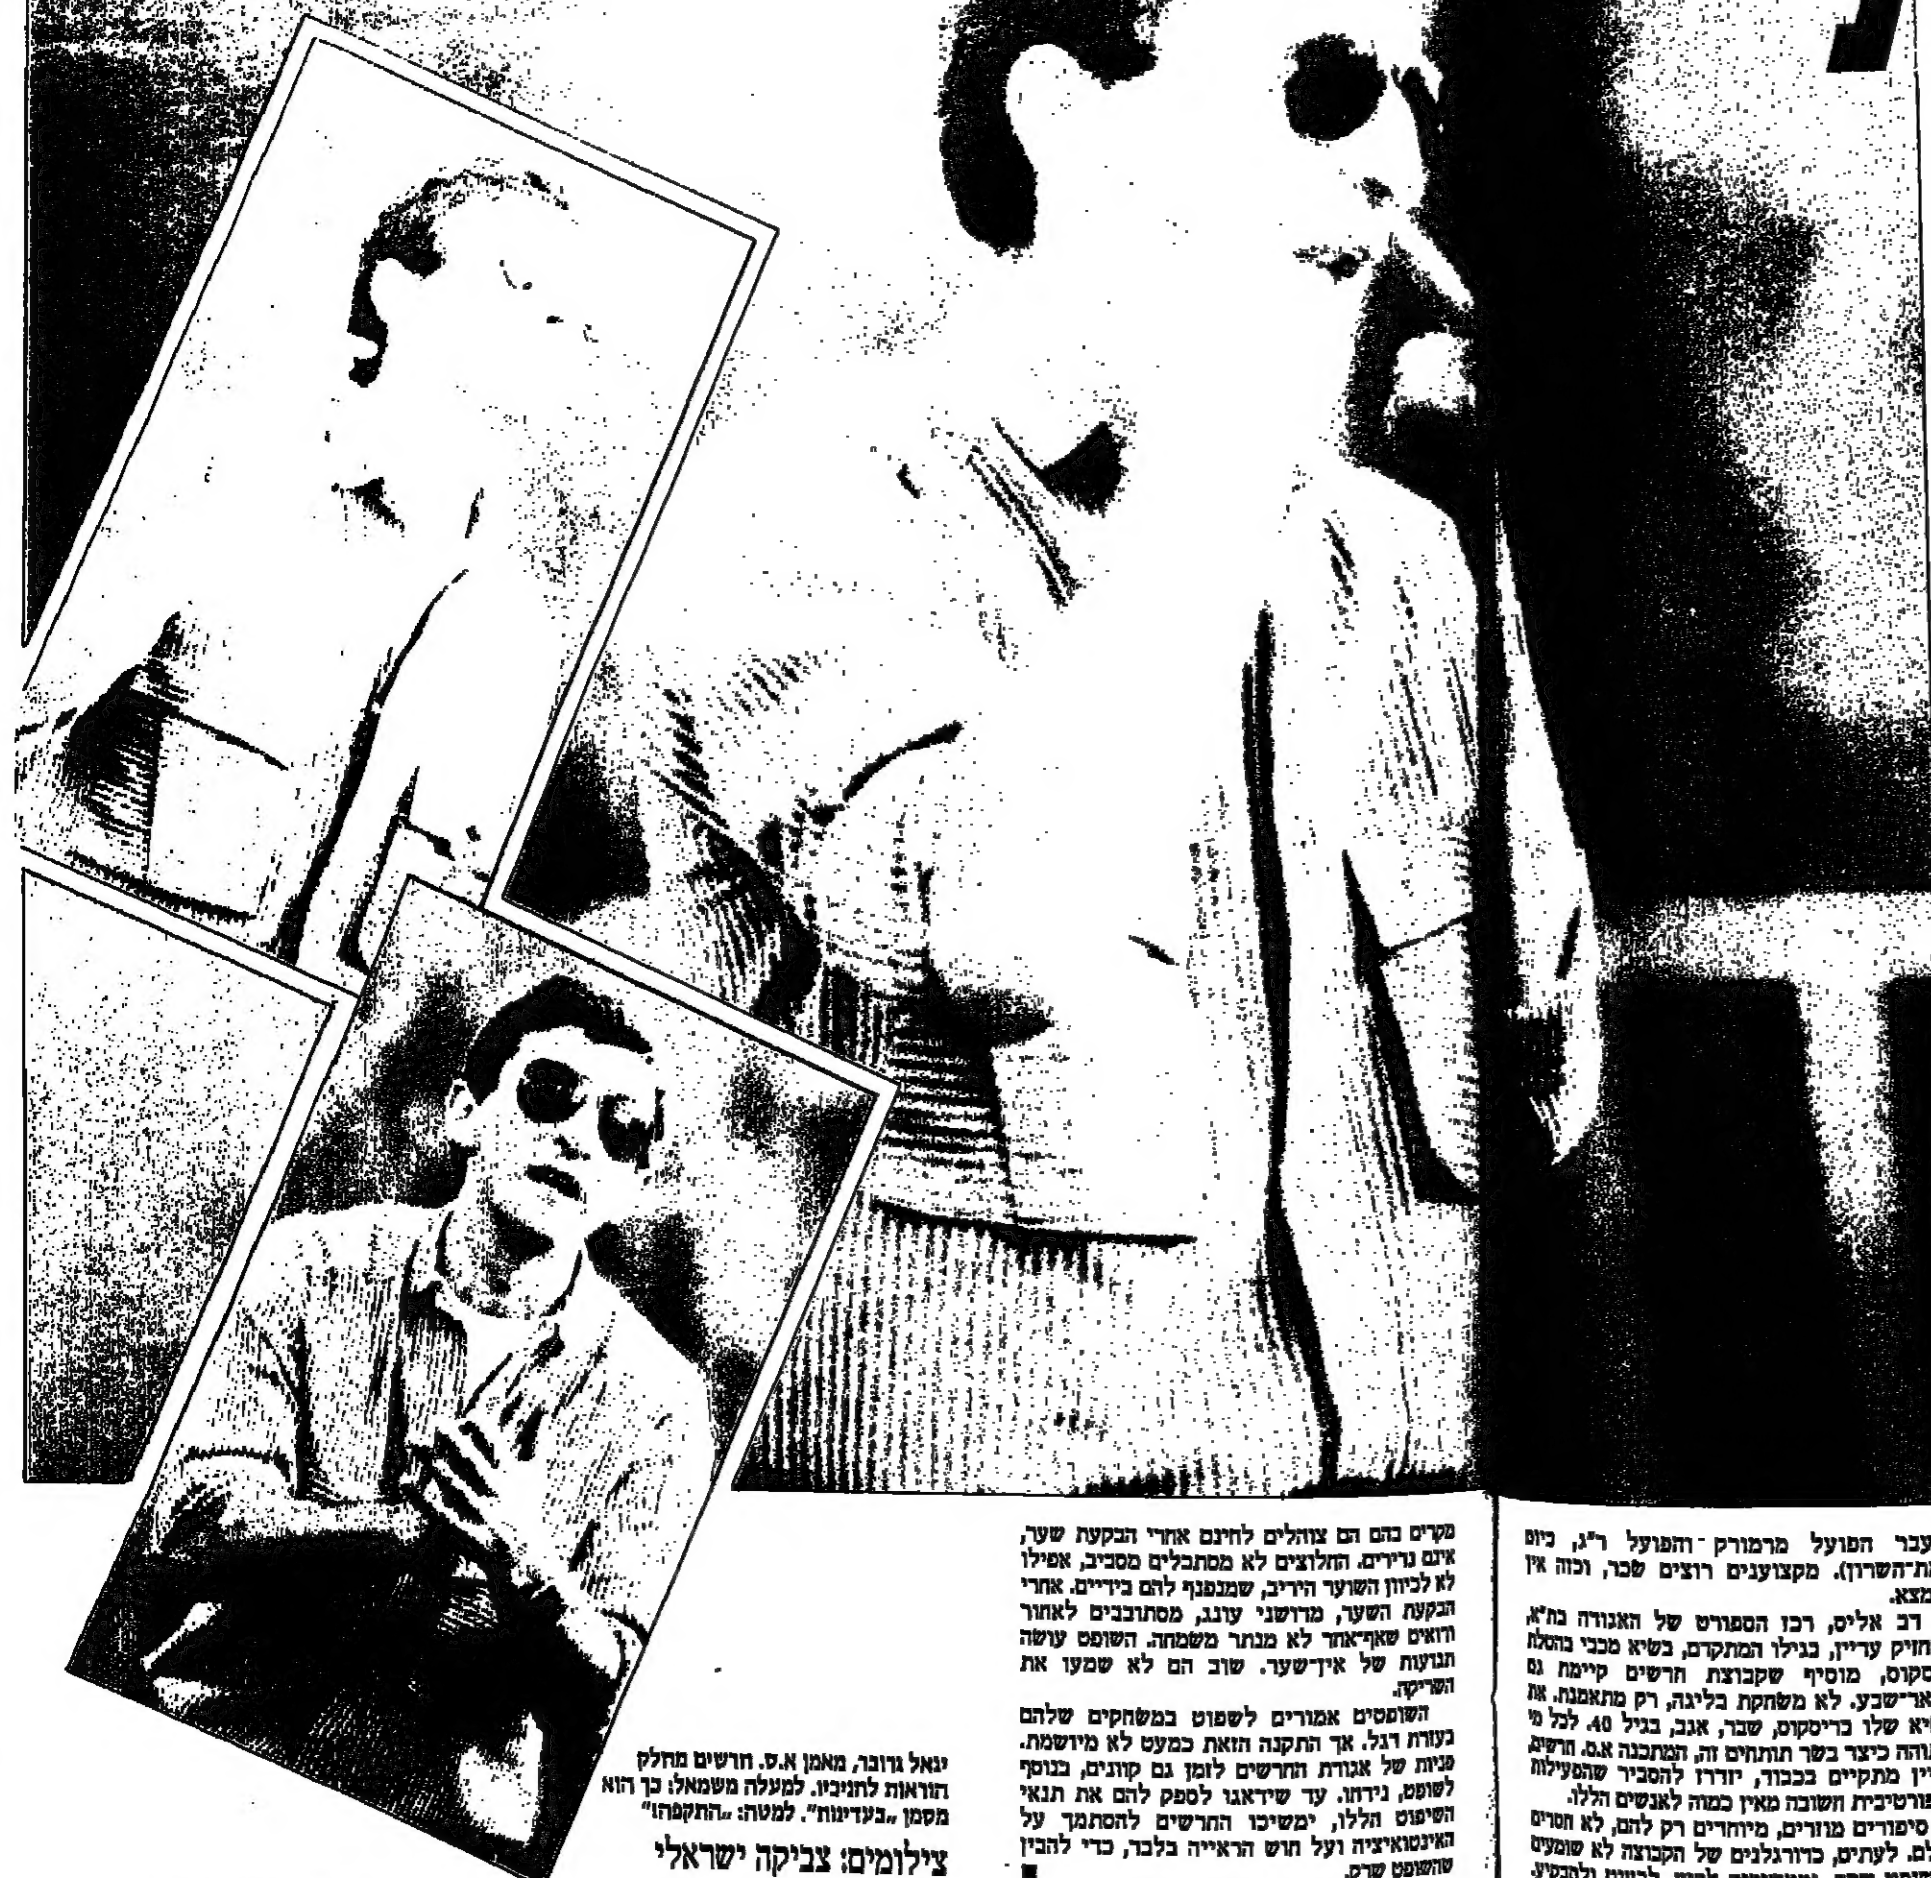 עבר הפועל מרמורק והפועל ר"ג, כיום
ת־השרון). מקצוענים רוצים שכר, וכזה אין
מצא.
דב אליס, רכז הספורט של האגודה בת"א,
חזיק עדיין, בגילו המתקדם, בשיא מכבי בהטלת
סקוס, מוסיף שקבוצת חרשים קיימת גם
אר־שבע. לא משחקת בליגה, רק מתאמנת. את
יא שלו בדיסקוס, שבר, אגב, בגיל 40. לכל מי
והה כיצד בשר תותחים זה, המתכנה א.ס. חרשים,
ין מתקיים בכבוד, יזדרז להסביר שהפעילות
פורטיבית חשובה מאין כמוה לאנשים הללו.
סיפורים מוזרים, מיוחדים רק להם, לא חסרים
לם. לעתים, כדורגלנים של הקבוצה לא שומעים
מקרים בהם הם צוהלים לחינם אחרי הבקעת שער,
אינם נדירים. החלוצים לא מסתכלים מסביב, אפילו
לא לכיוון השוער היריב, שמנפנף להם בידיים. אחרי
הבקעת השער, מדושני עונג, מסתובבים לאחור
ורואים שאף־אחד לא מנתר משמחה. השופט עושה
תנועות של אין־שער. שוב הם לא שמעו את
השריקה.
השופטים אמורים לשפוט במשחקים שלהם
בעזרת דגל. אך התקנה הזאת כמעט לא מיושמת.
פניות של אגודת החרשים לזמן גם קוונים, בנוסף
לשופט, נידחו. עד שידאגו לספק להם את תנאי
השיפוט הללו, ימשיכו החרשים להסתמך על
האינטואיציה ועל חוש הראייה בלבד, כדי להבין
שהשופט שרק.
יגאל גרובר, מאמן א.ס. חרשים מחלק
הוראות לחניכיו. למעלה משמאל: כך הוא
מסמן "בעדינות". למטה: "התקפה!"
צילומים: צביקה ישראלי